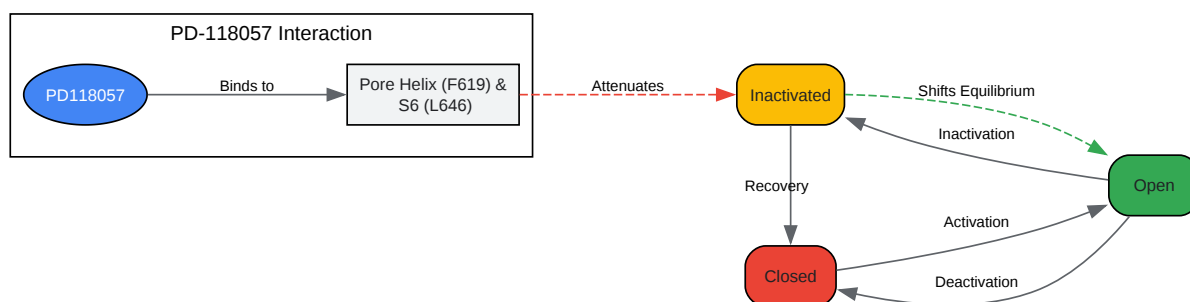 PD-118057 Interaction
PD118057
Binds to
Pore Helix (F619) &
S6 (L646)
Attenuates
Inactivated
Shifts Equilibrium
Inactivation
Recovery
Open
Activation
Closed
Deactivation